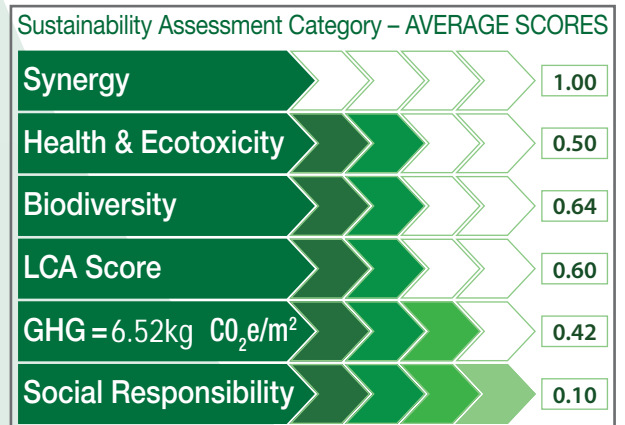 Sustainability Assessment Category – AVERAGE SCORES
Synergy 1.00
Health & Ecotoxicity 0.50
Biodiversity 0.64
LCA Score 0.60
GHG = 6.52kg CO₂e/m² 0.42
Social Responsibility 0.10